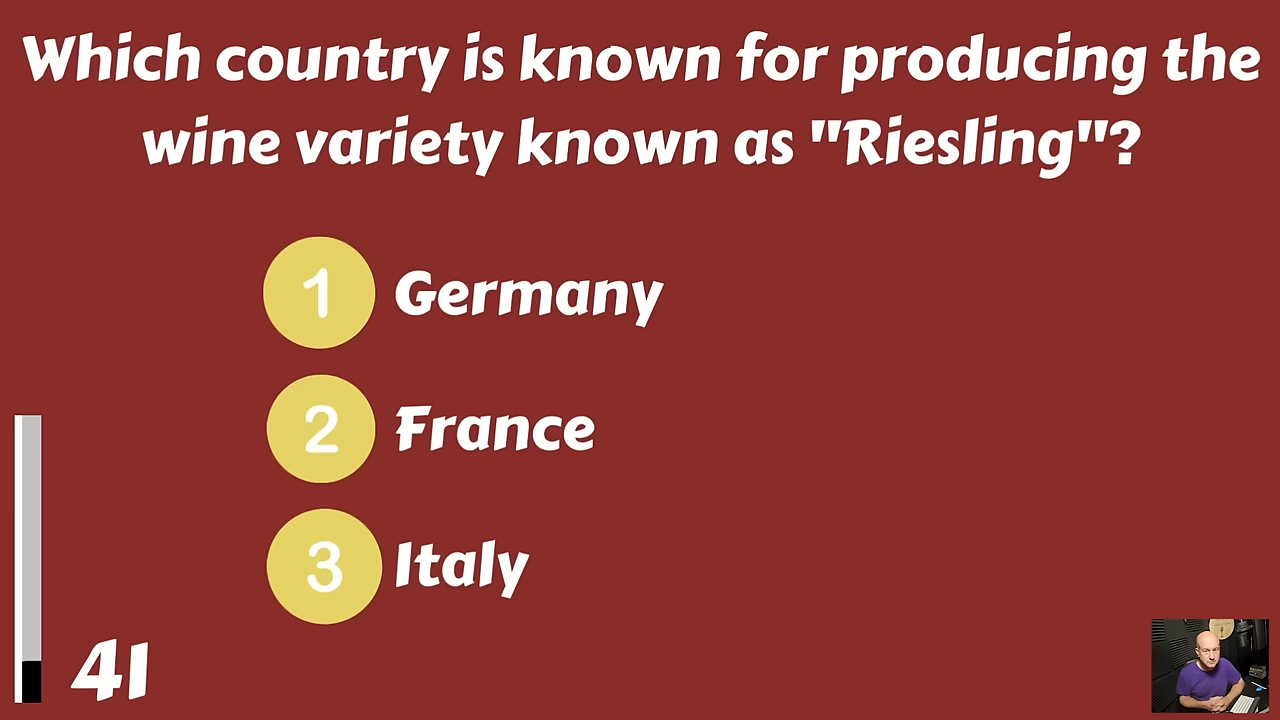 Which country is known for producing the
wine variety known as "Riesling"?
1 Germany
2 France
3 Italy
41